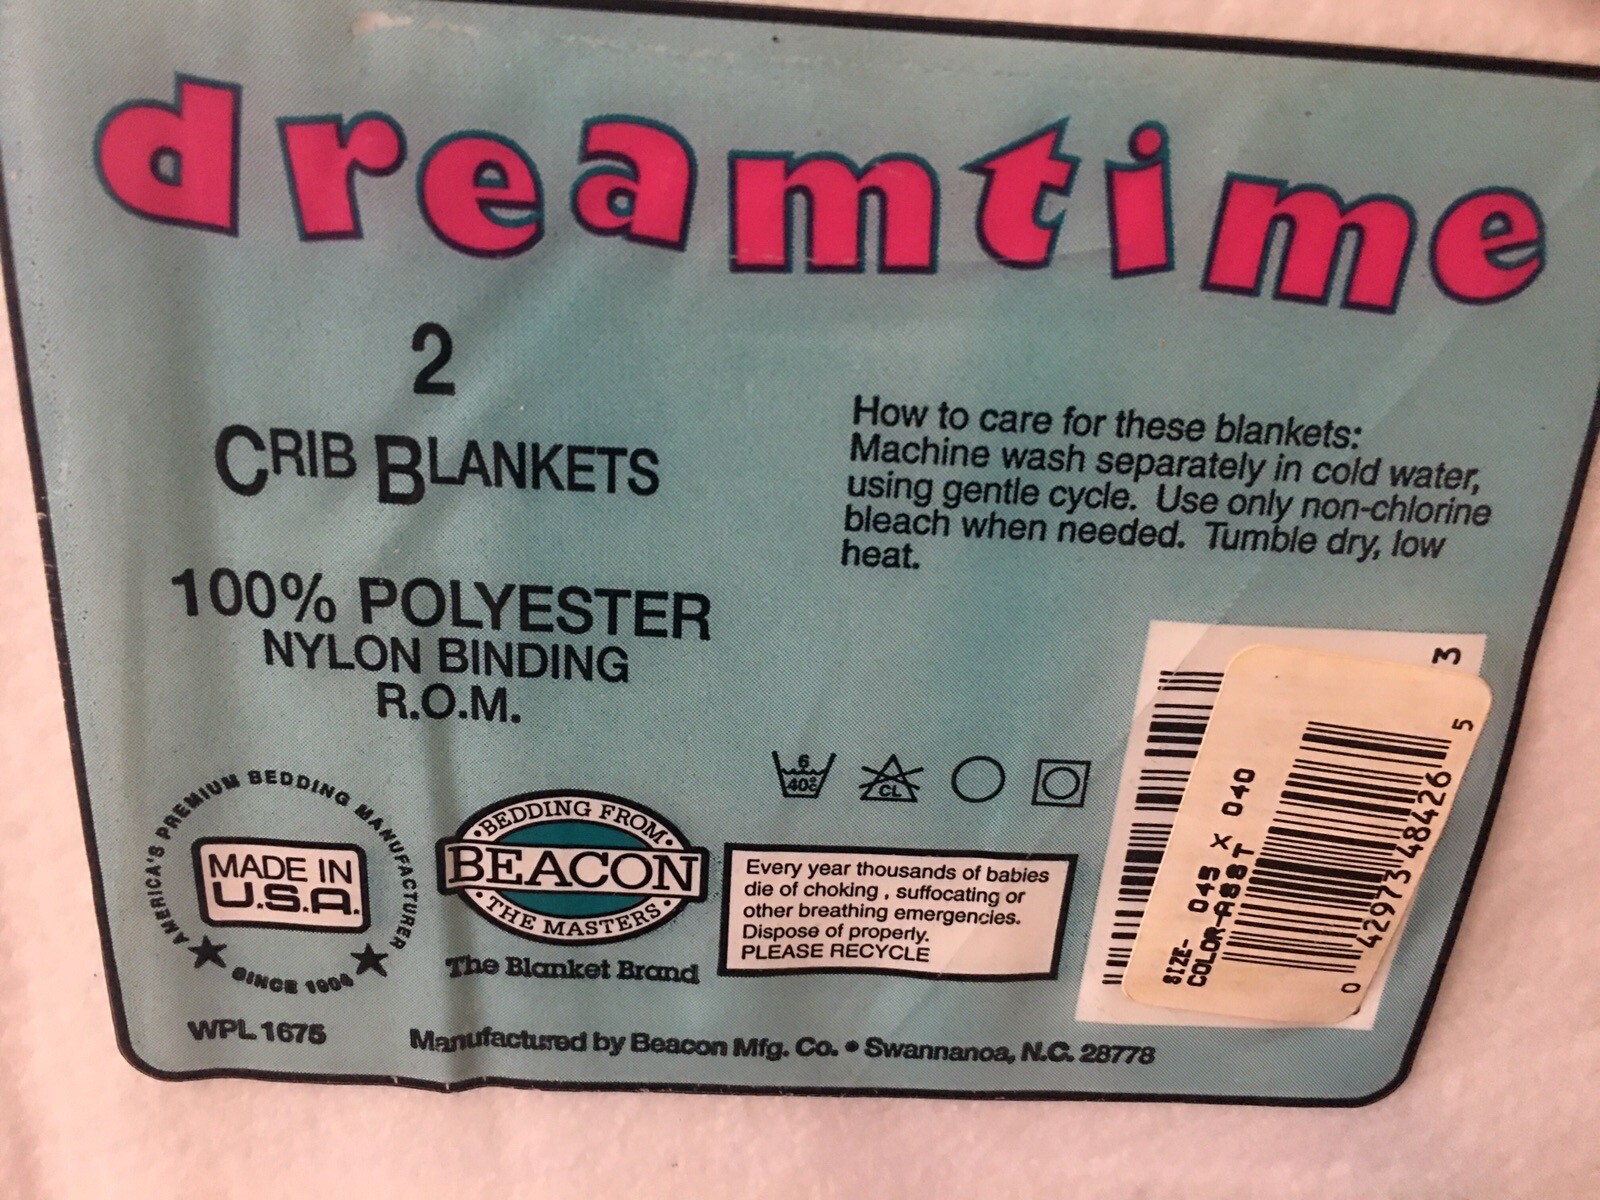 dreamtime
2
CRIB BLANKETS
100% POLYESTER
NYLON BINDING
R.O.M.
How to care for these blankets:
Machine wash separately in cold water,
using gentle cycle. Use only non-chlorine
bleach when needed. Tumble dry, low
heat.
AMERICA'S PREMIUM BEDDING MANUFACTURER
MADE IN
U.S.A.
SINCE 1904
BEDDING FROM
BEACON
THE MASTERS
The Blanket Brand
6
40°C
CL
Every year thousands of babies
die of choking , suffocating or
other breathing emergencies.
Dispose of properly.
PLEASE RECYCLE
3
SIZE- 045 X 040
COLOR-ASST
0 42973 48426 5
WPL 1675
Manufactured by Beacon Mfg. Co. • Swannanoa, N.C. 28778